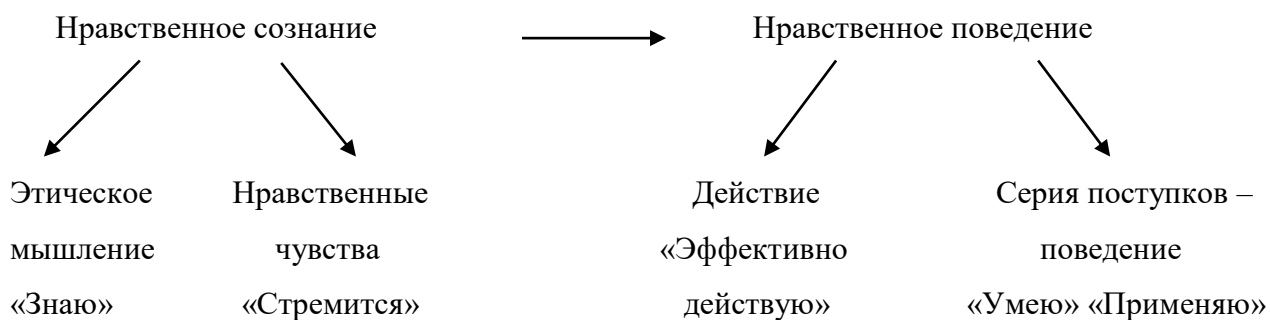 Нравственное сознание
Нравственное поведение
Этическое
мышление
«Знаю»
Нравственные
чувства
«Стремится»
Действие
«Эффективно
действую»
Серия поступков –
поведение
«Умею» «Применяю»